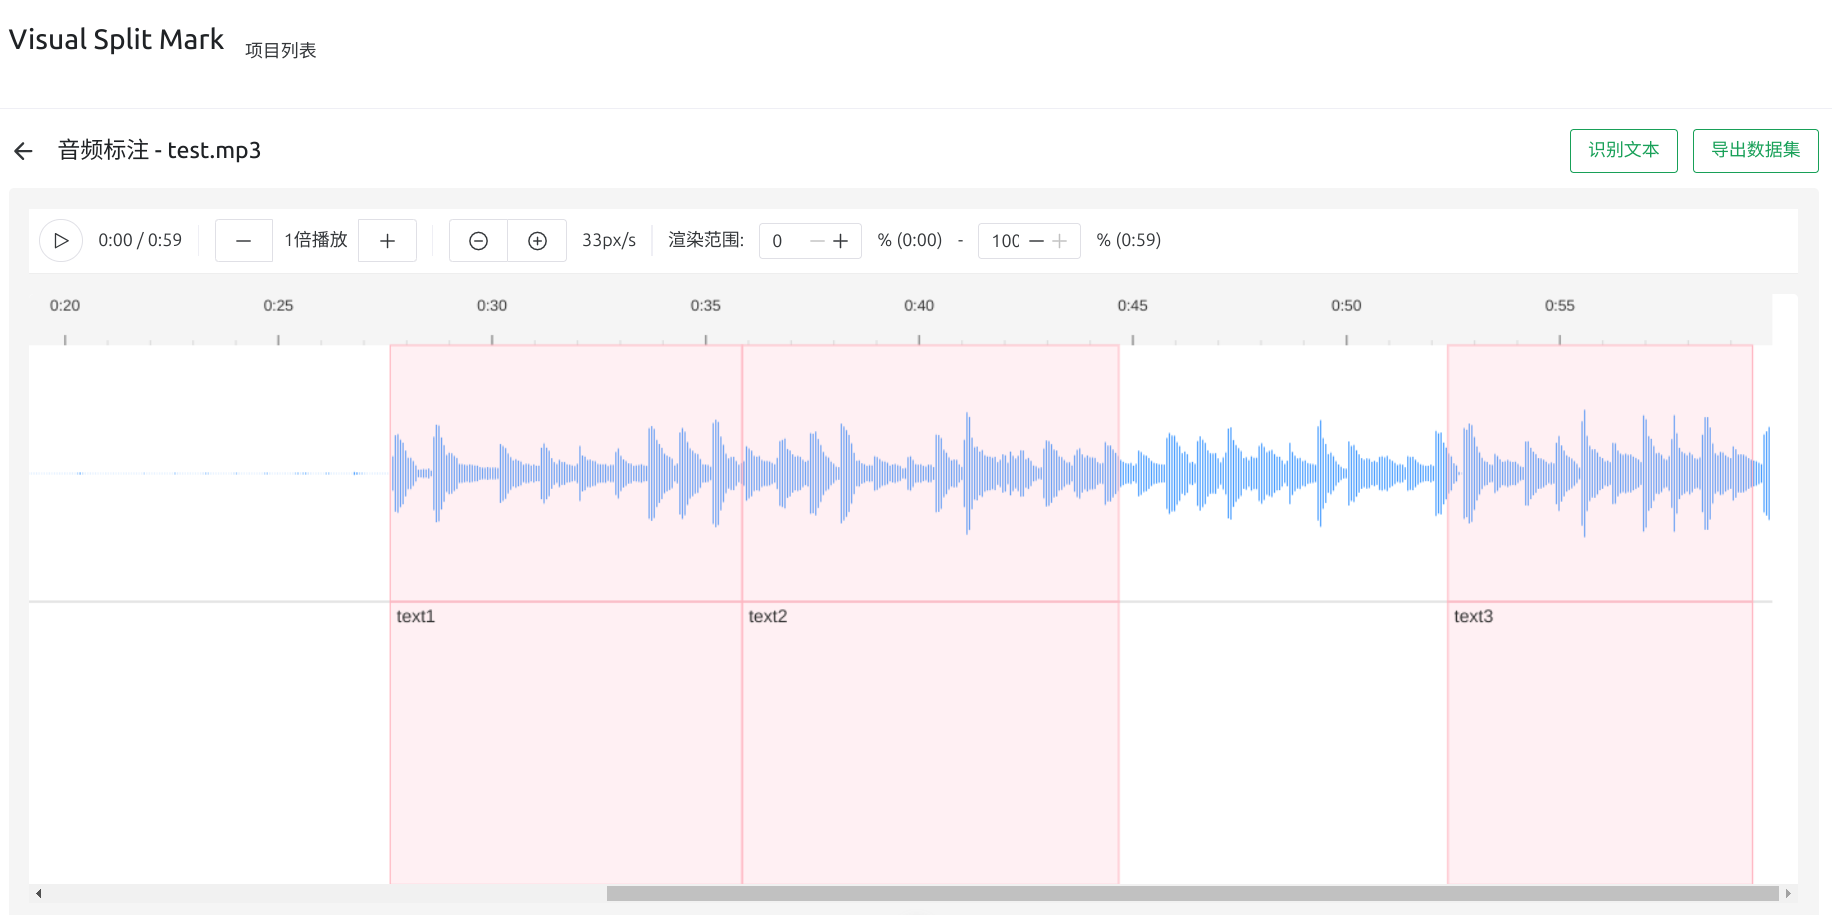 Visual Split Mark 项目列表
音频标注 - test.mp3 识别文本 导出数据集
0:00 / 0:59 1倍播放 33px/s 渲染范围: 0 % (0:00) - 100 % (0:59)
0:20 0:25 0:30 0:35 0:40 0:45 0:50 0:55
text1 text2 text3